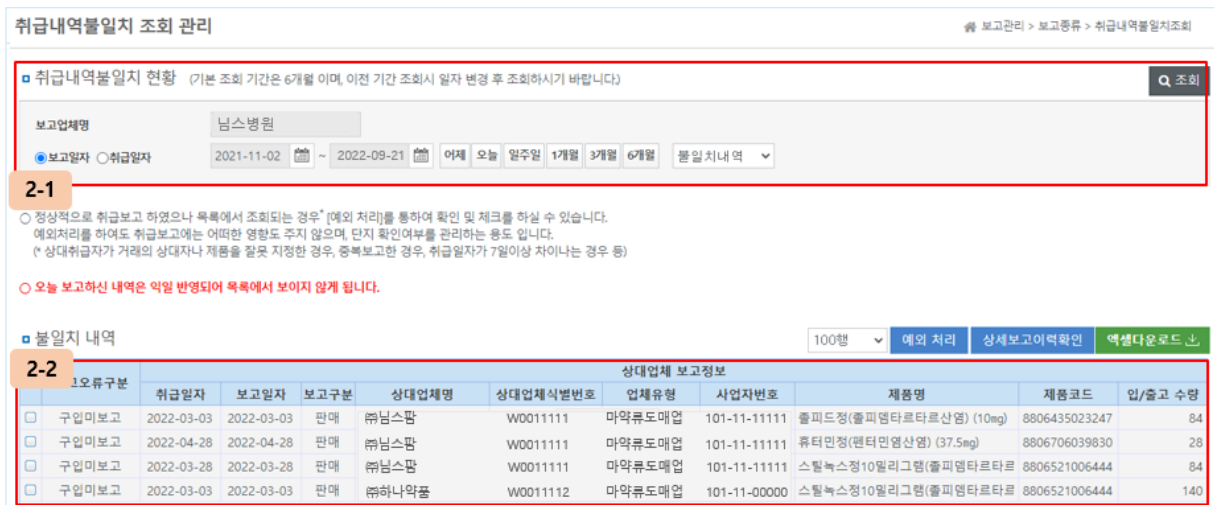 취급내역불일치 조회 관리
보고관리 > 보고종류 > 취급내역불일치조회
취급내역불일치 현황 (기본 조회 기간은 6개월 이며, 이전 기간 조회시 일자 변경 후 조회하시기 바랍니다.)
조회
보고업체명 님스병원
보고일자 취급일자 2021-11-02 ~ 2022-09-21 어제 오늘 일주일 1개월 3개월 6개월 불일치내역
2-1
○ 정상적으로 취급보고 하였으나 목록에서 조회되는 경우* [예외 처리]를 통하여 확인 및 체크를 하실 수 있습니다.
예외처리를 하여도 취급보고에는 어떠한 영향도 주지 않으며, 단지 확인여부를 관리하는 용도 입니다.
(* 상대취급자가 거래의 상대자나 제품을 잘못 지정한 경우, 중복보고한 경우, 취급일자가 7일이상 차이나는 경우 등)
○ 오늘 보고하신 내역은 익일 반영되어 목록에서 보이지 않게 됩니다.
불일치 내역 100행 예외 처리 상세보고이력확인 엑셀다운로드
2-2
고오류구분 상대업체 보고정보
취급일자 보고일자 보고구분 상대업체명 상대업체식별번호 업체유형 사업자번호 제품명 제품코드 입/출고 수량
구입미보고 2022-03-03 2022-03-03 판매 ㈜님스팜 W0011111 마약류도매업 101-11-11111 졸피드정(졸피뎀타르타르산염) (10mg) 8806435023247 84
구입미보고 2022-04-28 2022-04-28 판매 ㈜님스팜 W0011111 마약류도매업 101-11-11111 휴터민정(펜터민염산염) (37.5mg) 8806706039830 28
구입미보고 2022-03-28 2022-03-28 판매 ㈜님스팜 W0011111 마약류도매업 101-11-11111 스틸녹스정10밀리그램(졸피뎀타르타르 8806521006444 84
구입미보고 2022-03-03 2022-03-03 판매 ㈜하나약품 W0011112 마약류도매업 101-11-00000 스틸녹스정10밀리그램(졸피뎀타르타르 8806521006444 140